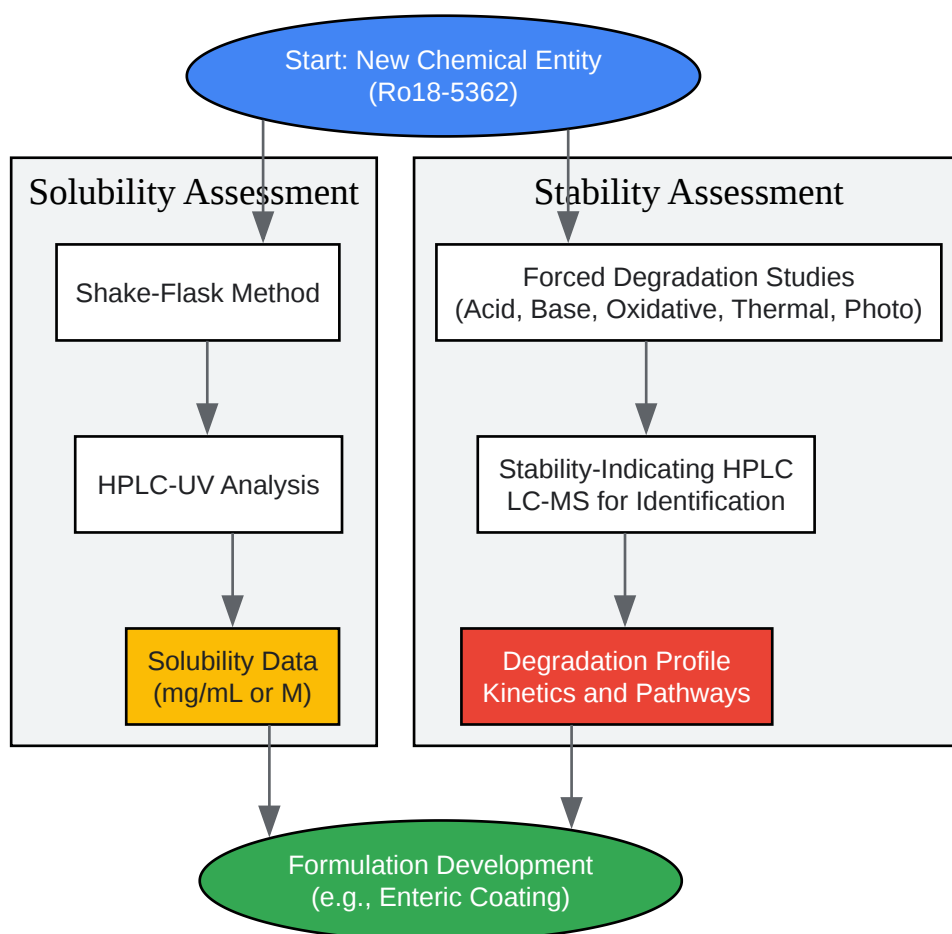 Start: New Chemical Entity
(Ro18-5362)
Solubility Assessment
Shake-Flask Method
HPLC-UV Analysis
Solubility Data
(mg/mL or M)
Stability Assessment
Forced Degradation Studies
(Acid, Base, Oxidative, Thermal, Photo)
Stability-Indicating HPLC
LC-MS for Identification
Degradation Profile
Kinetics and Pathways
Formulation Development
(e.g., Enteric Coating)